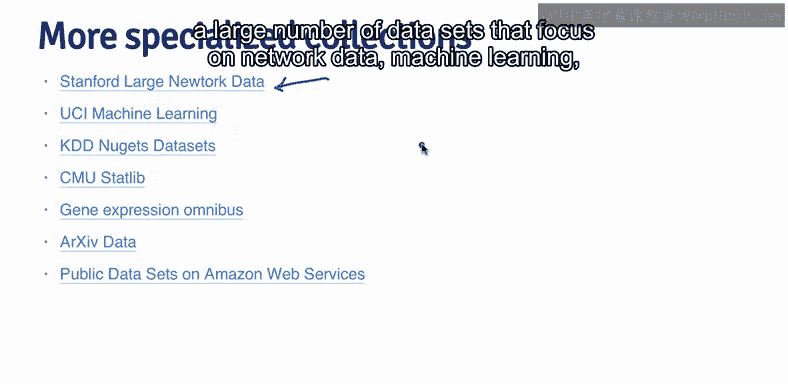 More specialized collections
a large number of data sets that focus
on network data, machine learning,
Stanford Large Newtork Data
UCI Machine Learning
KDD Nugets Datasets
CMU Statlib
Gene expression omnibus
ArXiv Data
Public Data Sets on Amazon Web Services